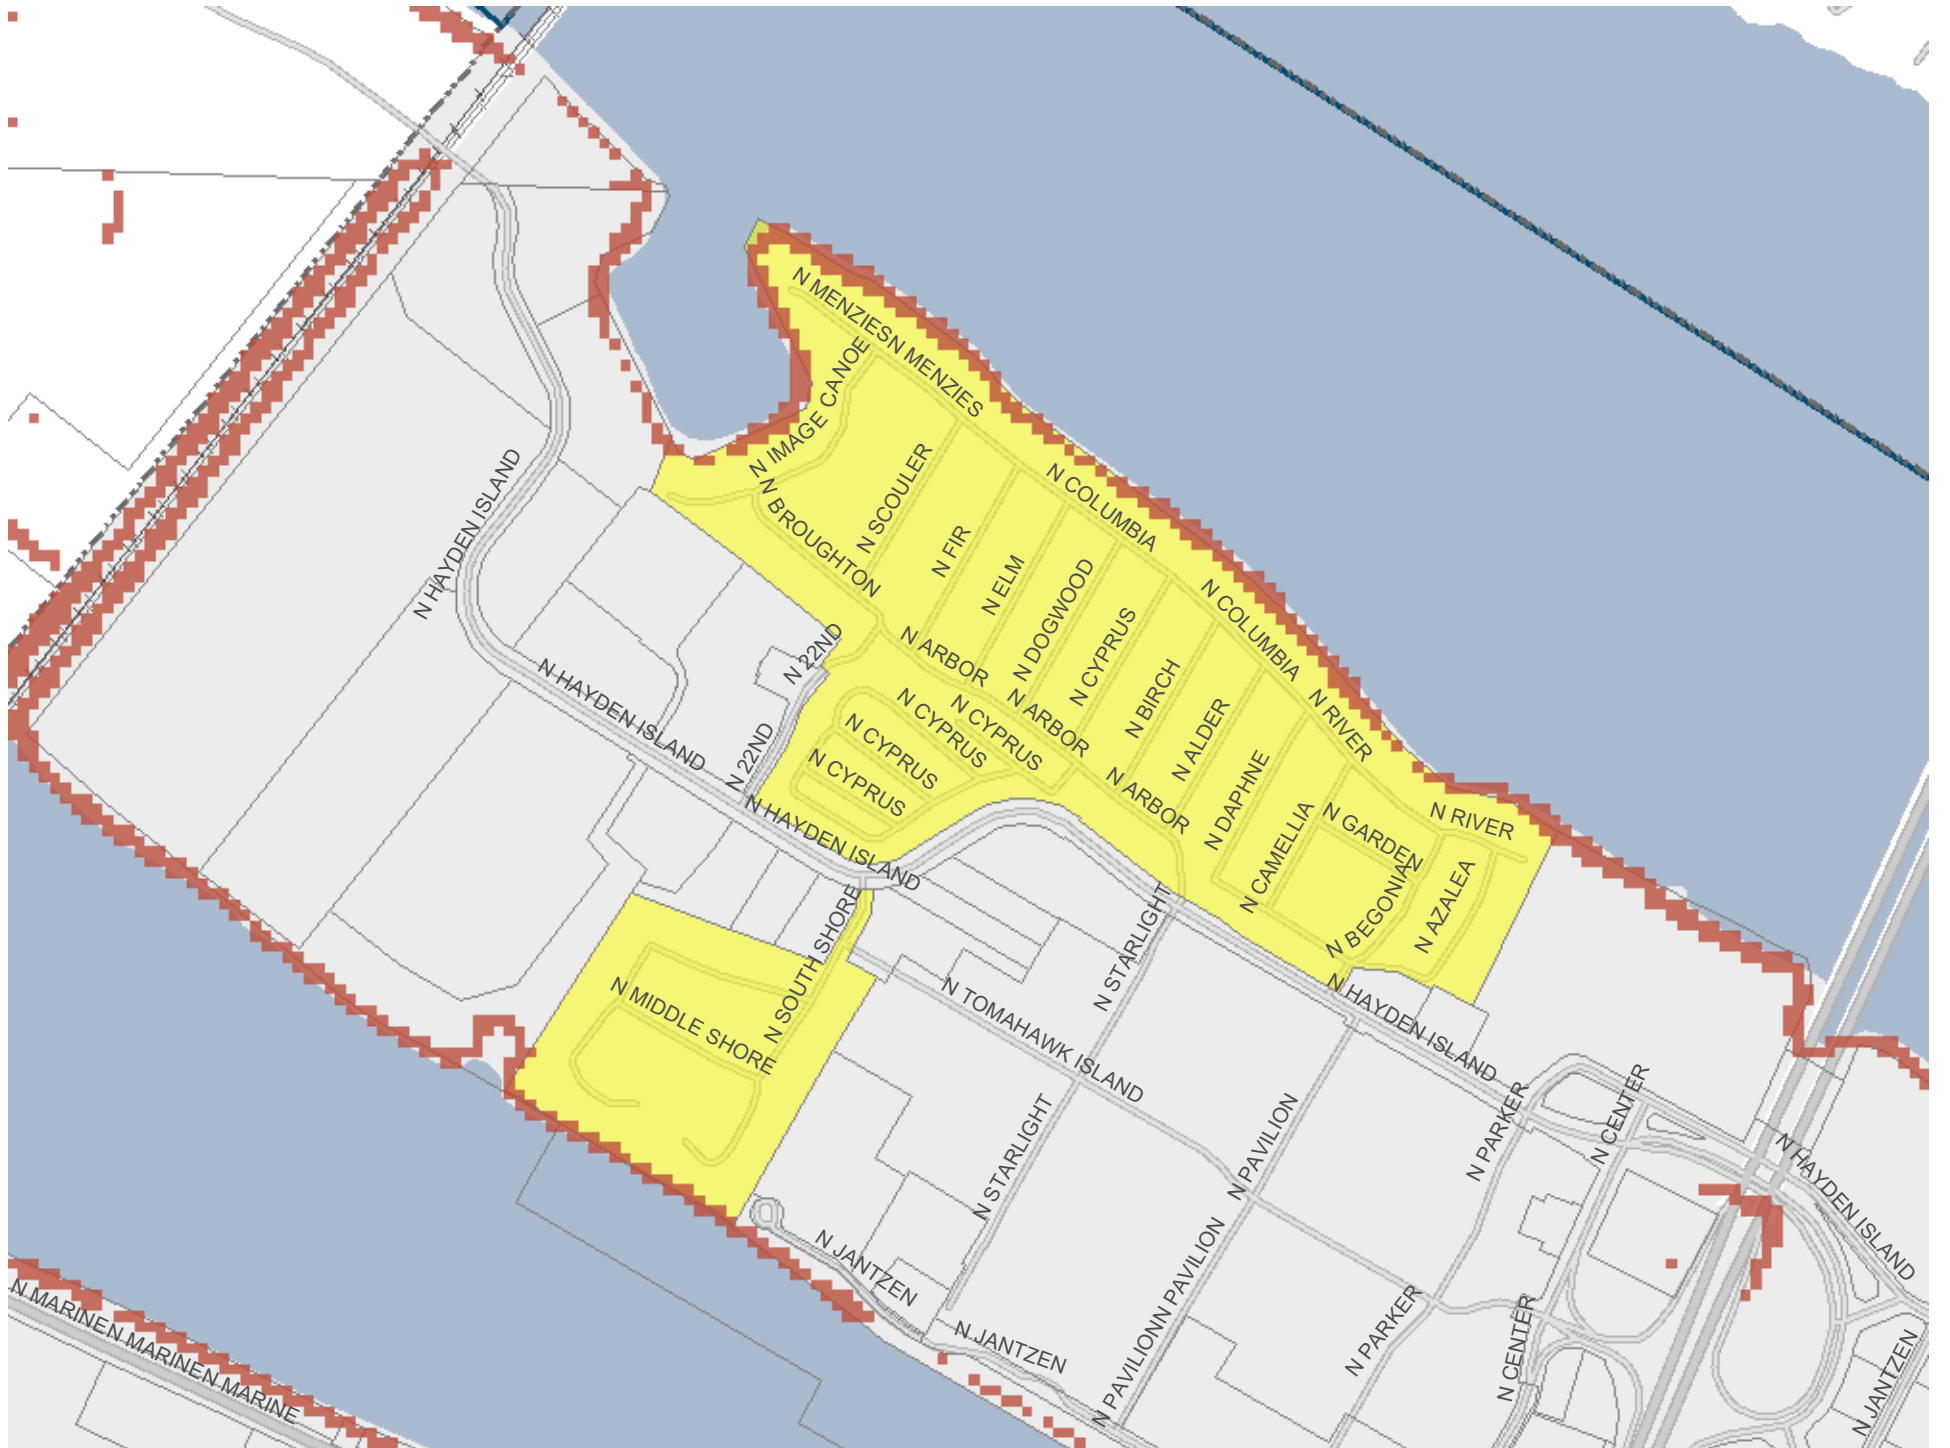 N MENZIES
N MENZIES
N IMAGE CANOE
N SCOULER
N COLUMBIA
N HAYDEN ISLAND
N BROUGHTON
N FIR
N ELM
N DOGWOOD
N COLUMBIA
N CYPRUS
N 22ND
N ARBOR
N BIRCH
N HAYDEN ISLAND
N ARBOR
N CYPRUS
N CYPRUS
N ALDER
N RIVER
N CYPRUS
N 22ND
N CYPRUS
N ARBOR
N DAPHNE
N HAYDEN ISLAND
N CAMELLIA
N GARDEN
N RIVER
N BEGONIA
N AZALEA
N SOUTH SHORE
N STARLIGHT
N MIDDLE SHORE
N TOMAHAWK ISLAND
N HAYDEN ISLAND
N STARLIGHT
N PAVILION
N PARKER
N CENTER
N HAYDEN ISLAND
N JANTZEN
N JANTZEN
N PAVILION
N PAVILION
N PARKER
N CENTER
N JANTZEN
N MARINE
N MARINE
N MARINE